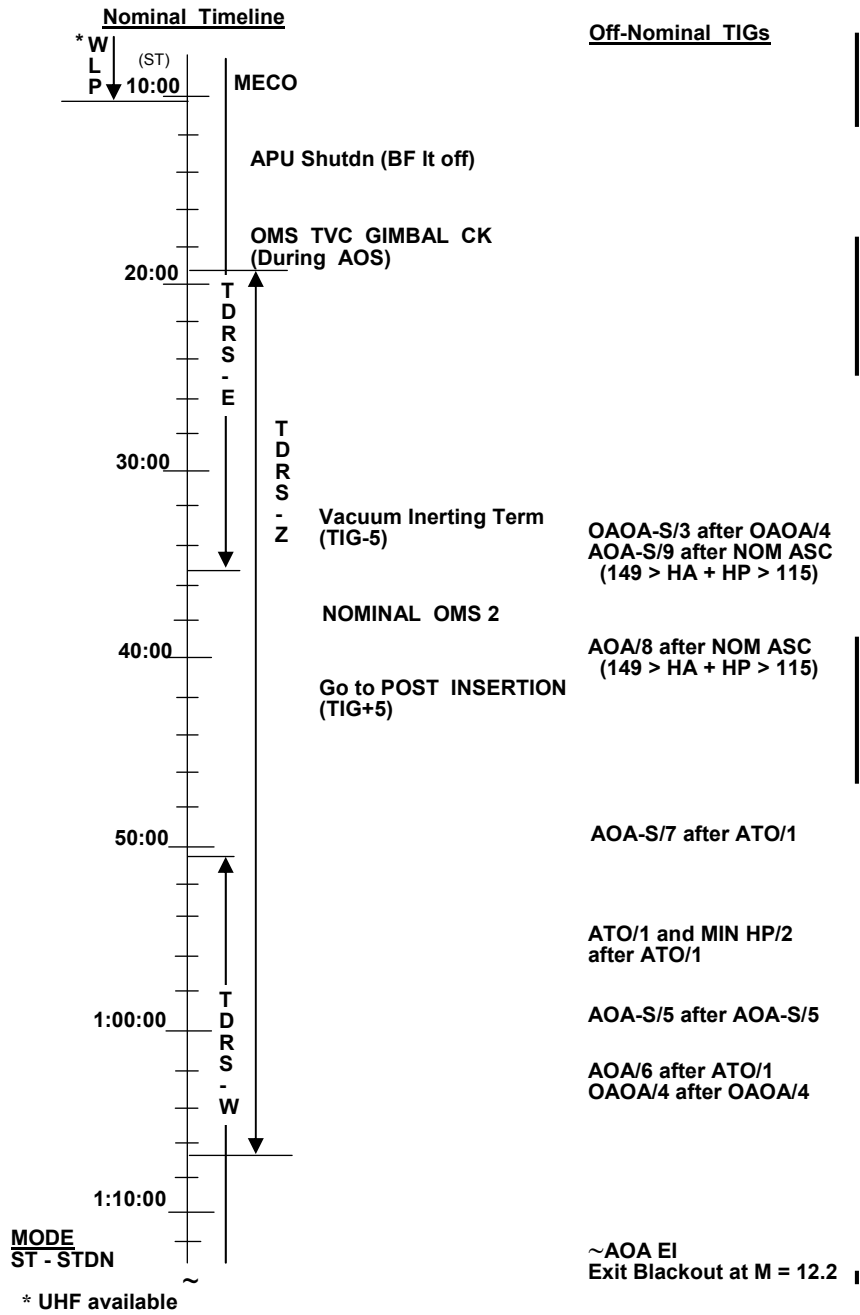 Nominal Timeline
Off-Nominal TIGs
* WLP
(ST)
10:00
MECO
APU Shutdn (BF lt off)
OMS TVC GIMBAL CK
(During AOS)
20:00
TDRS-E
TDRS-Z
30:00
Vacuum Inerting Term
(TIG-5)
OAOA-S/3 after OAOA/4
AOA-S/9 after NOM ASC
(149 > HA + HP > 115)
NOMINAL OMS 2
40:00
AOA/8 after NOM ASC
(149 > HA + HP > 115)
Go to POST INSERTION
(TIG+5)
50:00
AOA-S/7 after ATO/1
ATO/1 and MIN HP/2
after ATO/1
TDRS-W
1:00:00
AOA-S/5 after AOA-S/5
AOA/6 after ATO/1
OAOA/4 after OAOA/4
1:10:00
MODE
ST - STDN
~AOA EI
Exit Blackout at M = 12.2
~
* UHF available